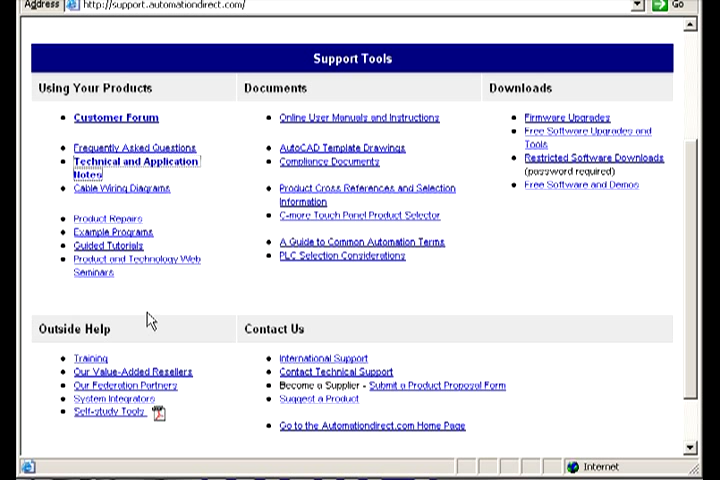 Address http://support.automationdirect.com/ Go
Support Tools
Using Your Products
Customer Forum
Frequently Asked Questions
Technical and Application
Notes
Cable Wiring Diagrams
Product Repairs
Example Programs
Guided Tutorials
Product and Technology Web
Seminars
Documents
Online User Manuals and Instructions
AutoCAD Template Drawings
Compliance Documents
Product Cross References and Selection
Information
C-more Touch Panel Product Selector
A Guide to Common Automation Terms
PLC Selection Considerations
Downloads
Firmware Upgrades
Free Software Upgrades and
Tools
Restricted Software Downloads
(password required)
Free Software and Demos
Outside Help
Training
Our Value-Added Resellers
Our Federation Partners
System Integrators
Self-study Tools
Contact Us
International Support
Contact Technical Support
Become a Supplier - Submit a Product Proposal Form
Suggest a Product
Go to the Automationdirect.com Home Page
Internet